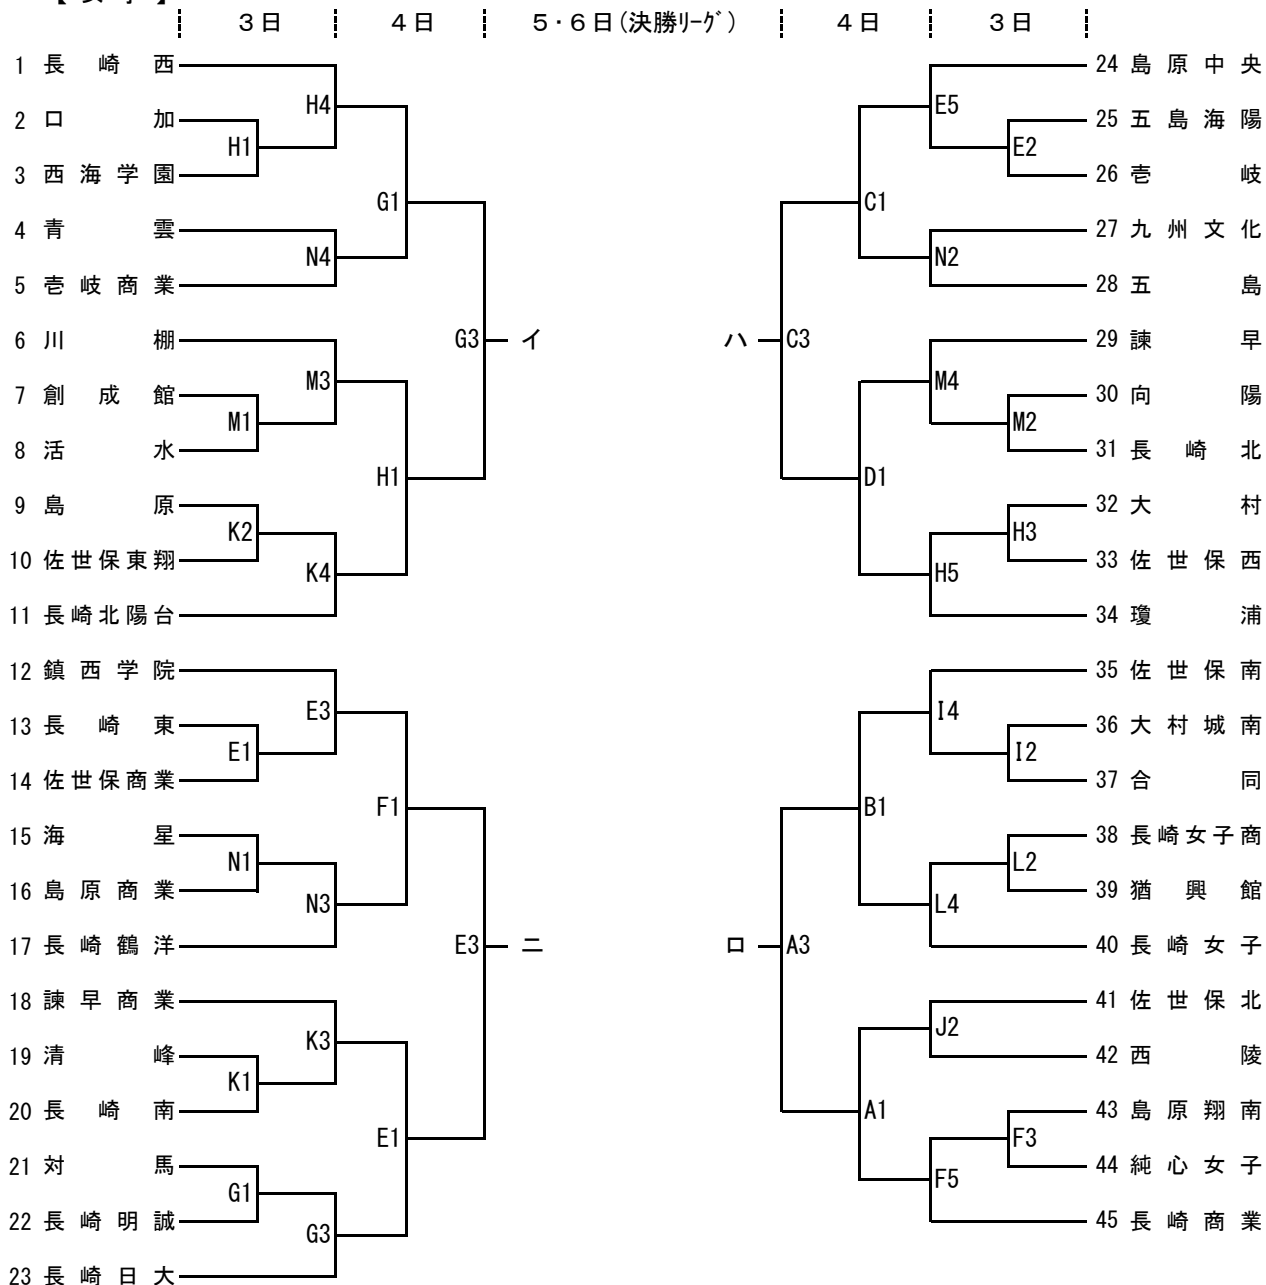 3日 4日 5・6日(決勝リーグ) 4日 3日
1 長崎西
H4
2 口加
H1
3 西海学園
G1
4 青雲
N4
5 壱岐商業
6 川棚
G3 イ
M3
7 創成館
M1
8 活水
H1
9 島原
K2
10 佐世保東翔
K4
11 長崎北陽台
12 鎮西学院
E3
13 長崎東
E1
14 佐世保商業
F1
15 海星
N1
16 島原商業
N3
17 長崎鶴洋
E3 ニ
18 諫早商業
K3
19 清峰
K1
20 長崎南
E1
21 対馬
G1
22 長崎明誠
G3
23 長崎日大
24 島原中央
E5
25 五島海陽
E2
26 壱岐
C1
27 九州文化
N2
28 五島
29 諫早
ハ C3
M4
30 向陽
M2
31 長崎北
D1
32 大村
H3
33 佐世保西
H5
34 瓊浦
35 佐世保南
I4
36 大村城南
I2
37 合同
B1
38 長崎女子商
L2
39 猶興館
L4
40 長崎女子
ロ A3
41 佐世保北
J2
42 西陵
A1
43 島原翔南
F3
44 純心女子
F5
45 長崎商業